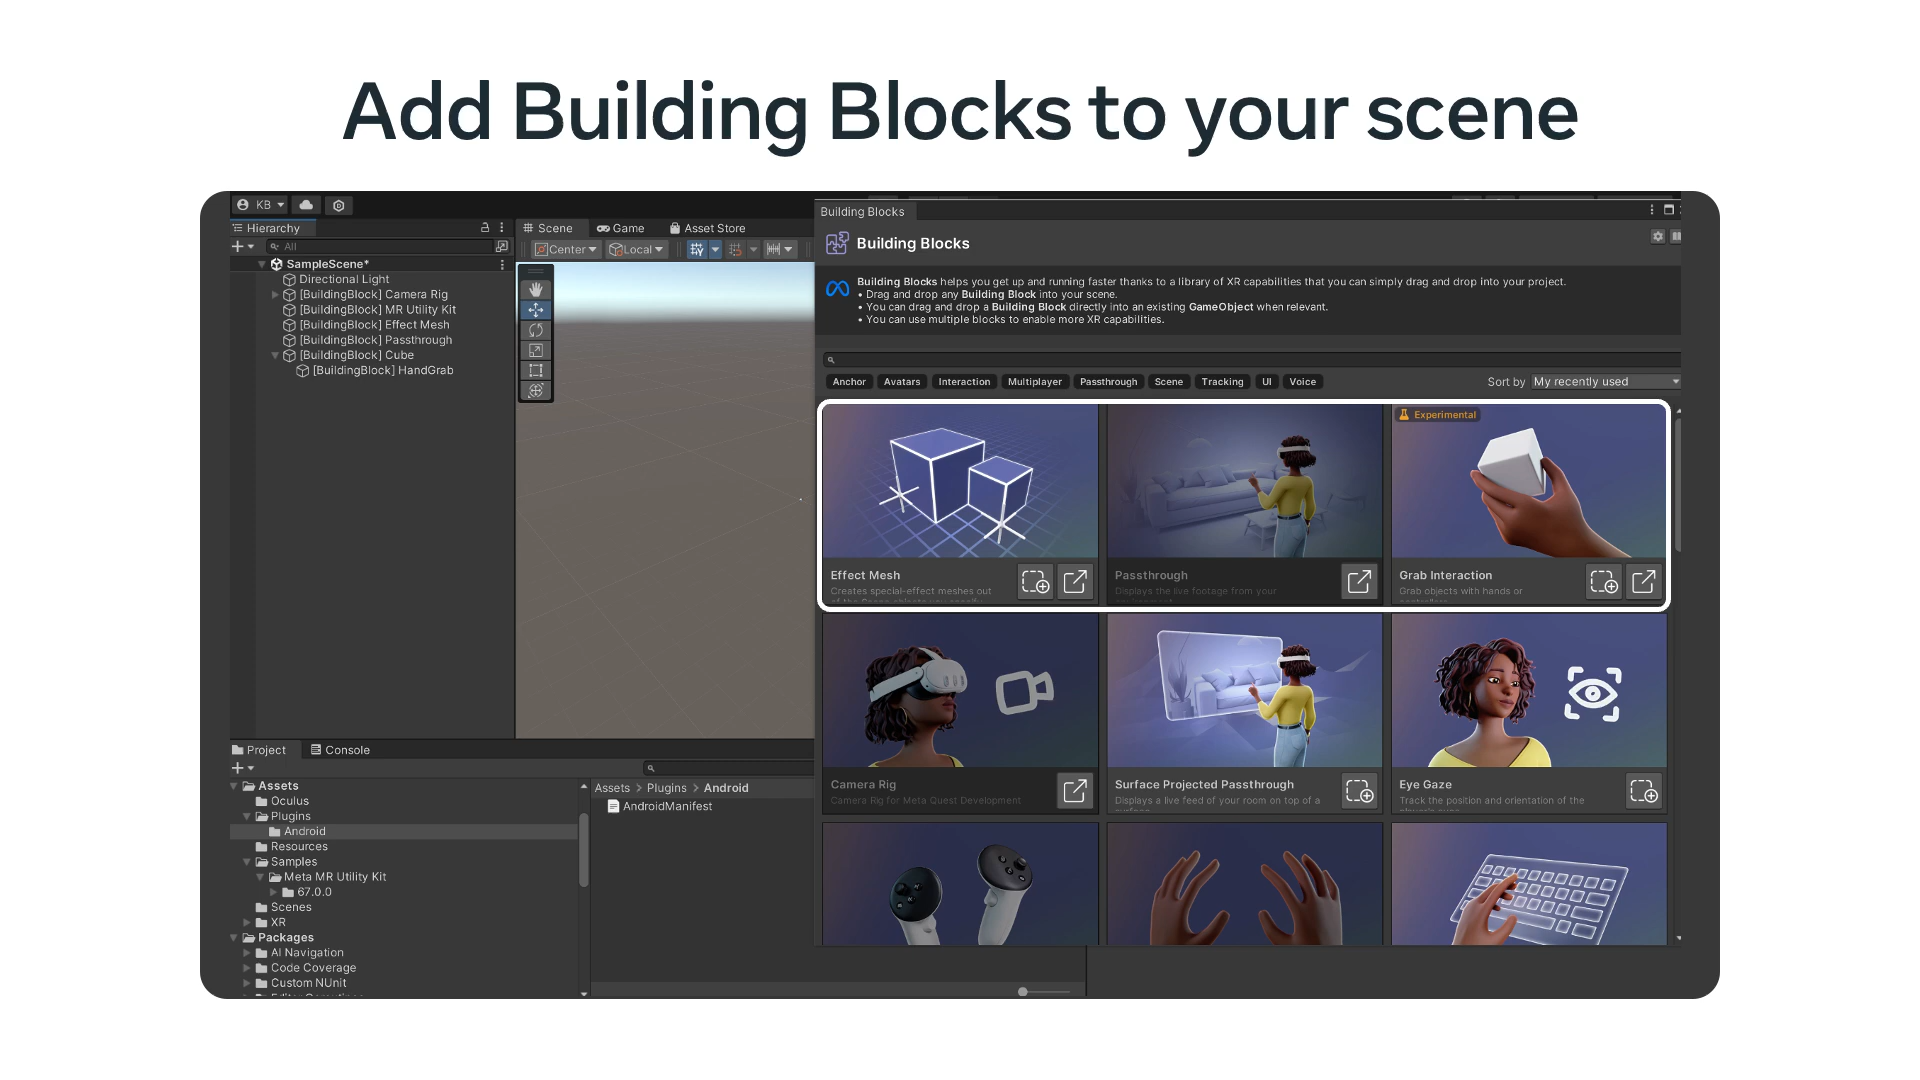 Add Building Blocks to your scene
KB
Hierarchy
All
SampleScene*
Directional Light
[BuildingBlock] Camera Rig
[BuildingBlock] MR Utility Kit
[BuildingBlock] Effect Mesh
[BuildingBlock] Passthrough
[BuildingBlock] Cube
[BuildingBlock] HandGrab
Scene Game Asset Store
Center Local
Building Blocks
Building Blocks
Building Blocks helps you get up and running faster thanks to a library of XR capabilities that you can simply drag and drop into your project.
• Drag and drop any Building Block into your scene.
• You can drag and drop a Building Block directly into an existing GameObject when relevant.
• You can use multiple blocks to enable more XR capabilities.
Anchor Avatars Interaction Multiplayer Passthrough Scene Tracking UI Voice
Sort by My recently used
Experimental
Effect Mesh
Creates special-effect meshes out
of the Scene objects you specify
Passthrough
Displays the live footage from your
environment
Grab Interaction
Grab objects with hands or
controllers
Camera Rig
Camera Rig for Meta Quest Development
Surface Projected Passthrough
Displays a live feed of your room on top of a
Eye Gaze
Track the position and orientation of the
Project Console
Assets
Oculus
Plugins
Android
Resources
Samples
Meta MR Utility Kit
67.0.0
Scenes
XR
Packages
AI Navigation
Code Coverage
Custom NUnit
Assets > Plugins > Android
AndroidManifest